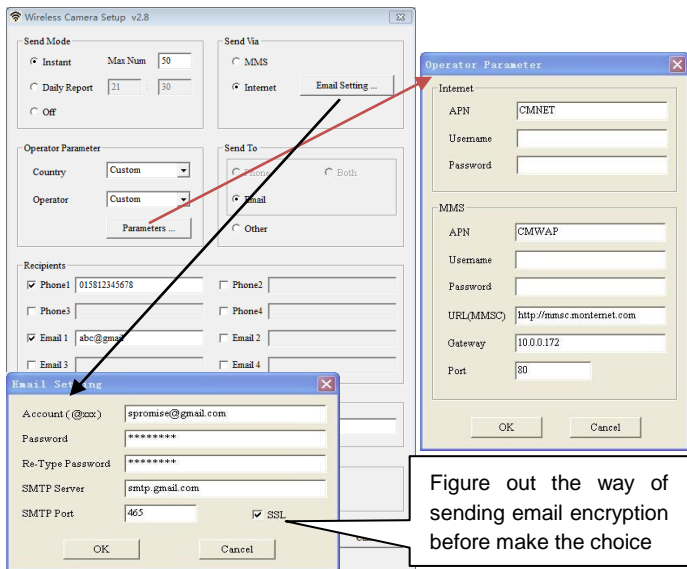 Wireless Camera Setup v2.8
Send Mode
Instant Max Num 50
Daily Report 21 : 30
Off
Send Via
MMS
Internet Email Setting ...
Operator Parameter
Country Custom
Operator Custom
Parameters ...
Send To
Phone Both
Email
Other
Recipients
Phone1 015812345678 Phone2
Phone3 Phone4
Email 1 abc@gmail Email 2
Email 3 Email 4
Email Setting
Account (@xxx) spromise@gmail.com
Password ********
Re-Type Password ********
SMTP Server smtp.gmail.com
SMTP Port 465 SSL
OK Cancel
Operator Parameter
Internet
APN CMNET
Username
Password
MMS
APN CMWAP
Username
Password
URL(MMSC) http://mmsc.monternet.com
Gateway 10.0.0.172
Port 80
OK Cancel
Figure out the way of
sending email encryption
before make the choice